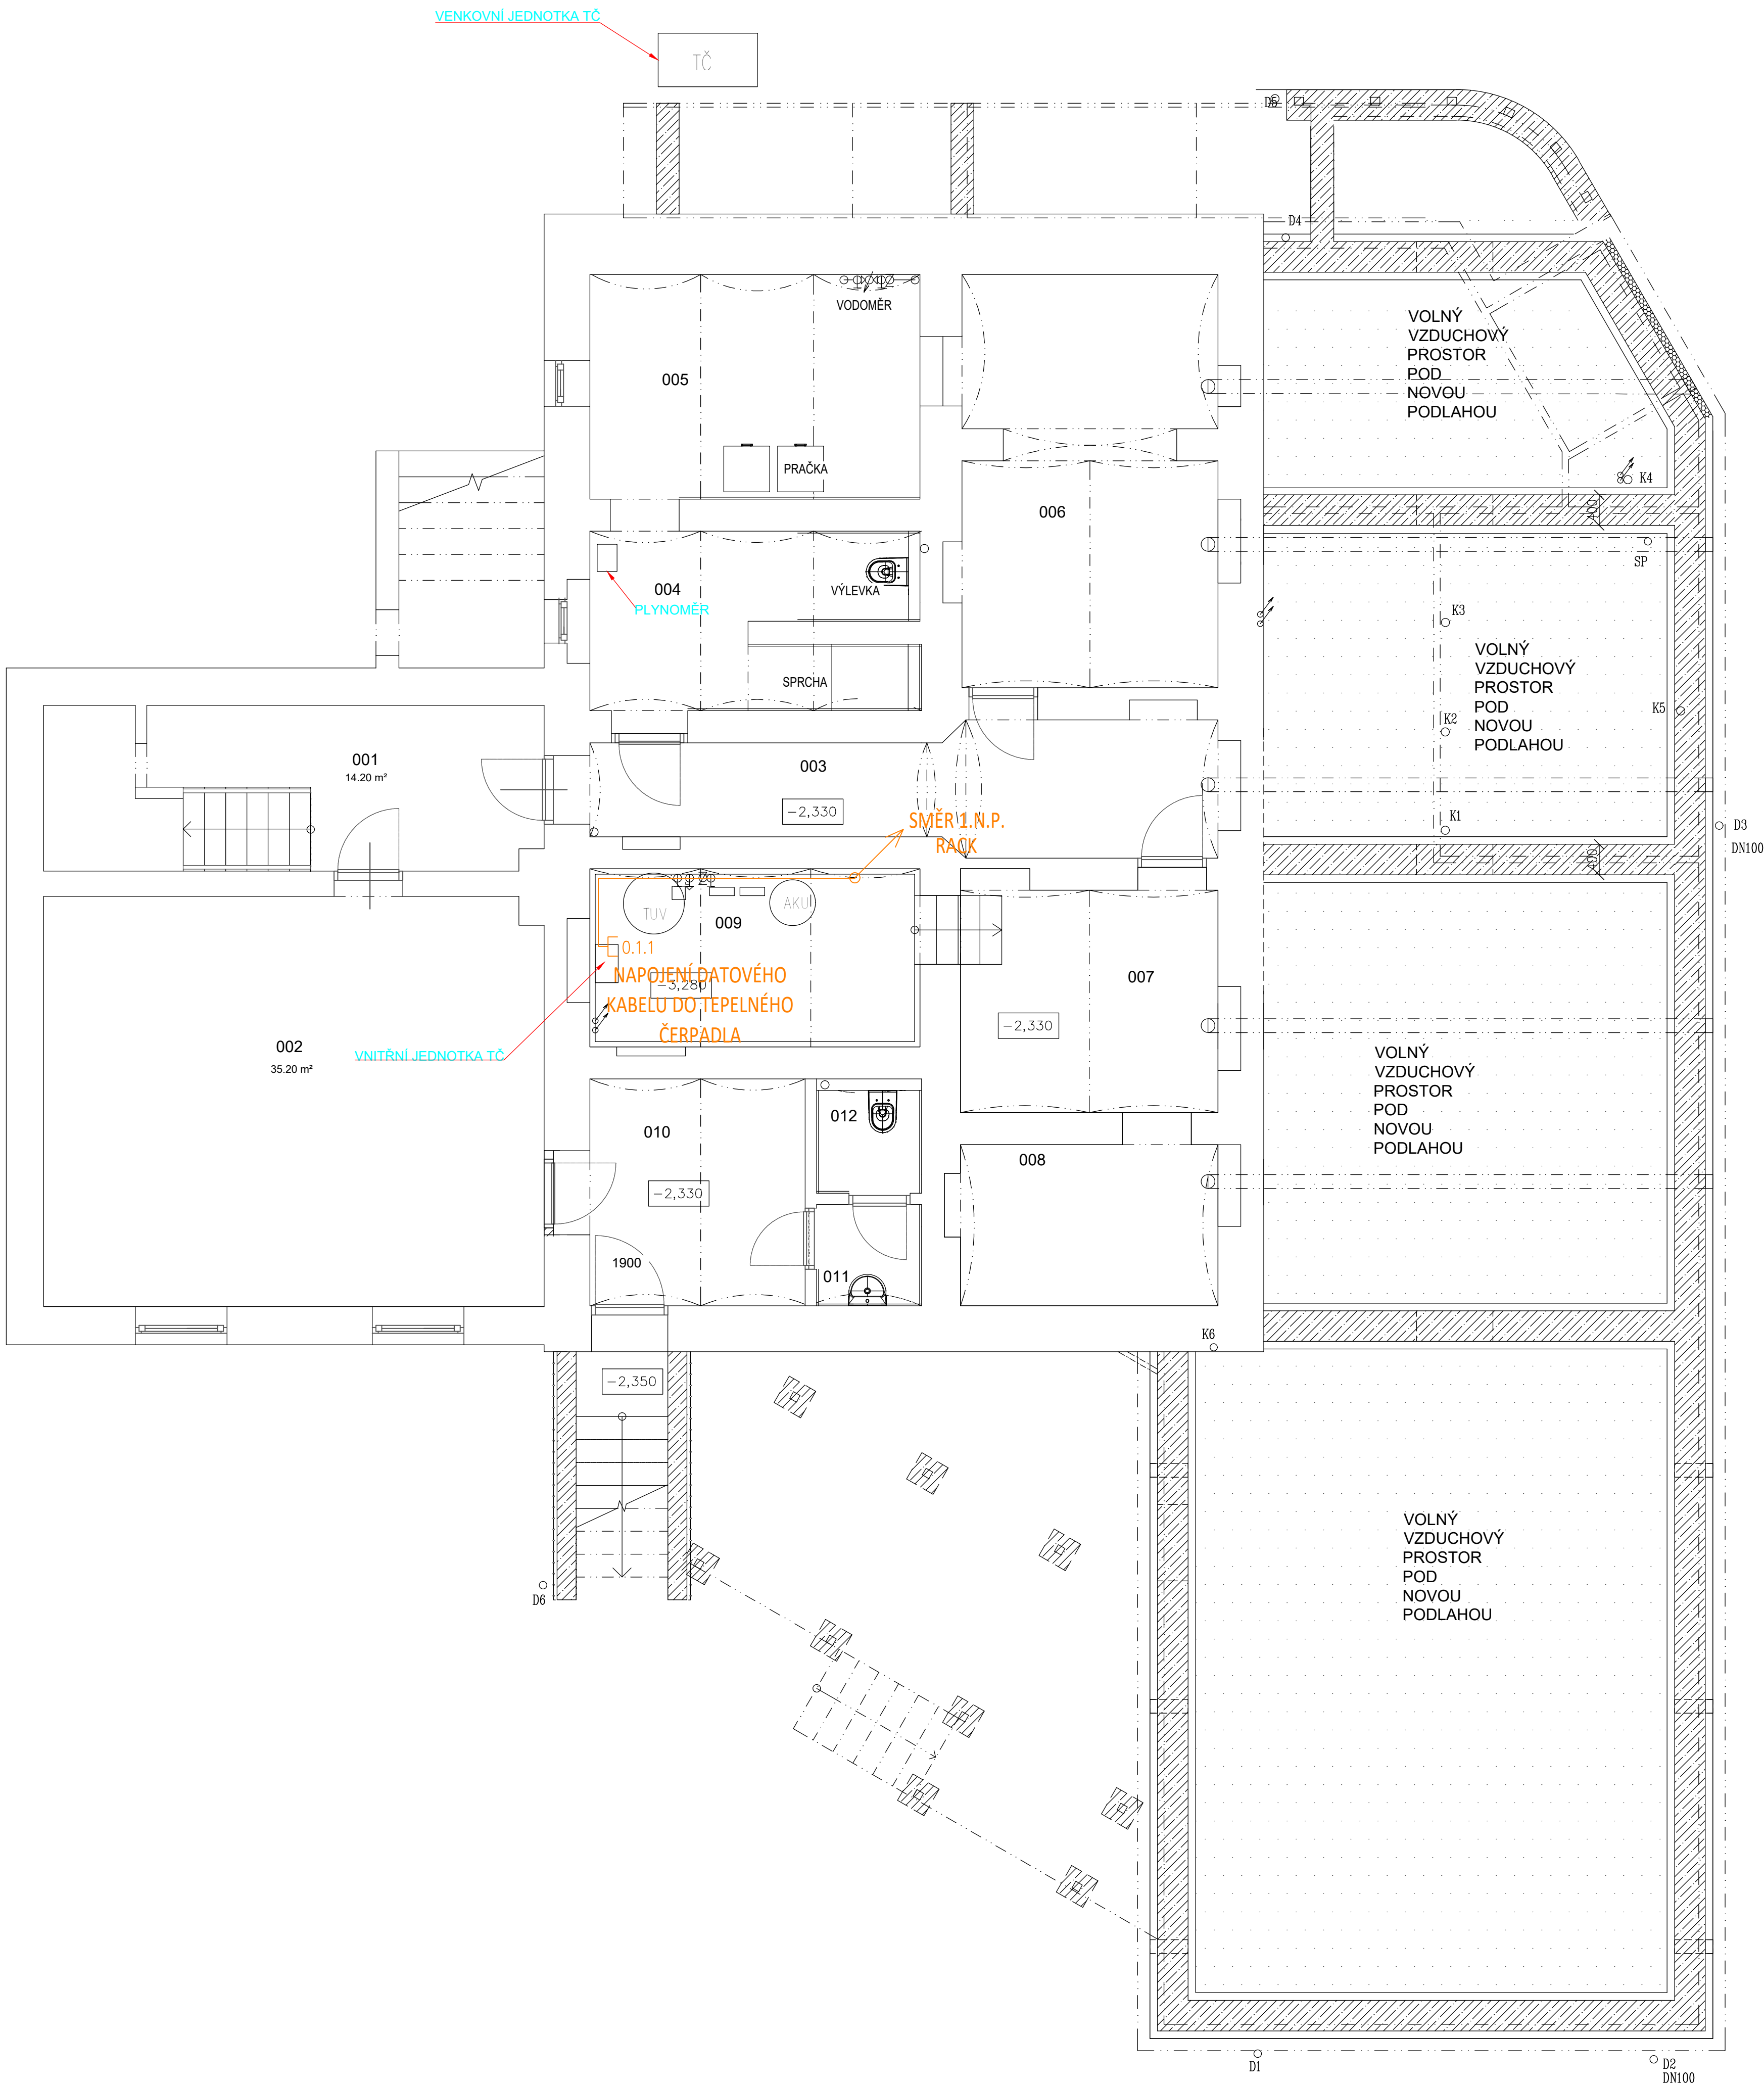 VENKOVNÍ JEDNOTKA TČ
TČ
D5
D4
VODOMĚR
005
PRAČKA
VOLNÝ
VZDUCHOVÝ
PROSTOR
POD
NOVOU
PODLAHOU
K4
400
006
004
VÝLEVKA
PLYNOMĚR
SPRCHA
SP
K3
VOLNÝ
VZDUCHOVÝ
PROSTOR
POD
NOVOU
PODLAHOU
K5
K2
K1
D3
DN100
400
001
14.20 m²
003
-2,330
SMĚR 1.N.P.
RACK
TUV
AKU
009
0.1.1
NAPOJENÍ DATOVÉHO
-3,280
KABELU DO TEPELNÉHO
ČERPADLA
007
-2,330
002
35.20 m²
VNITŘNÍ JEDNOTKA TČ
VOLNÝ
VZDUCHOVÝ
PROSTOR
POD
NOVOU
PODLAHOU
010
012
008
-2,330
1900
011
K6
-2,350
D6
VOLNÝ
VZDUCHOVÝ
PROSTOR
POD
NOVOU
PODLAHOU
D1
D2
DN100